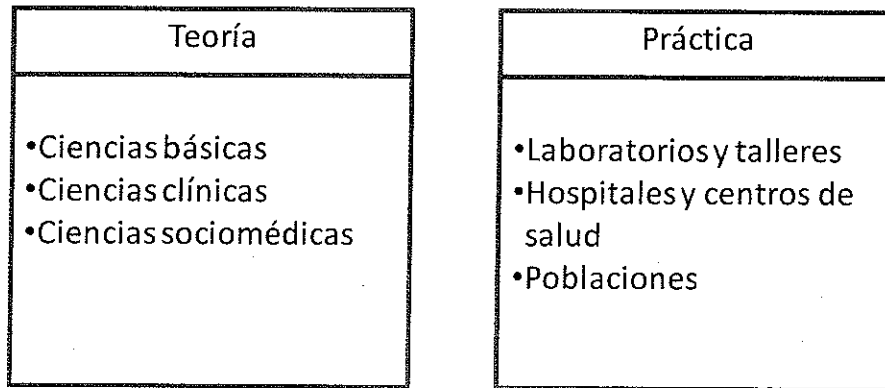 Teoría
•Ciencias básicas
•Ciencias clínicas
•Ciencias sociomédicas
Práctica
•Laboratorios y talleres
•Hospitales y centros de
salud
•Poblaciones